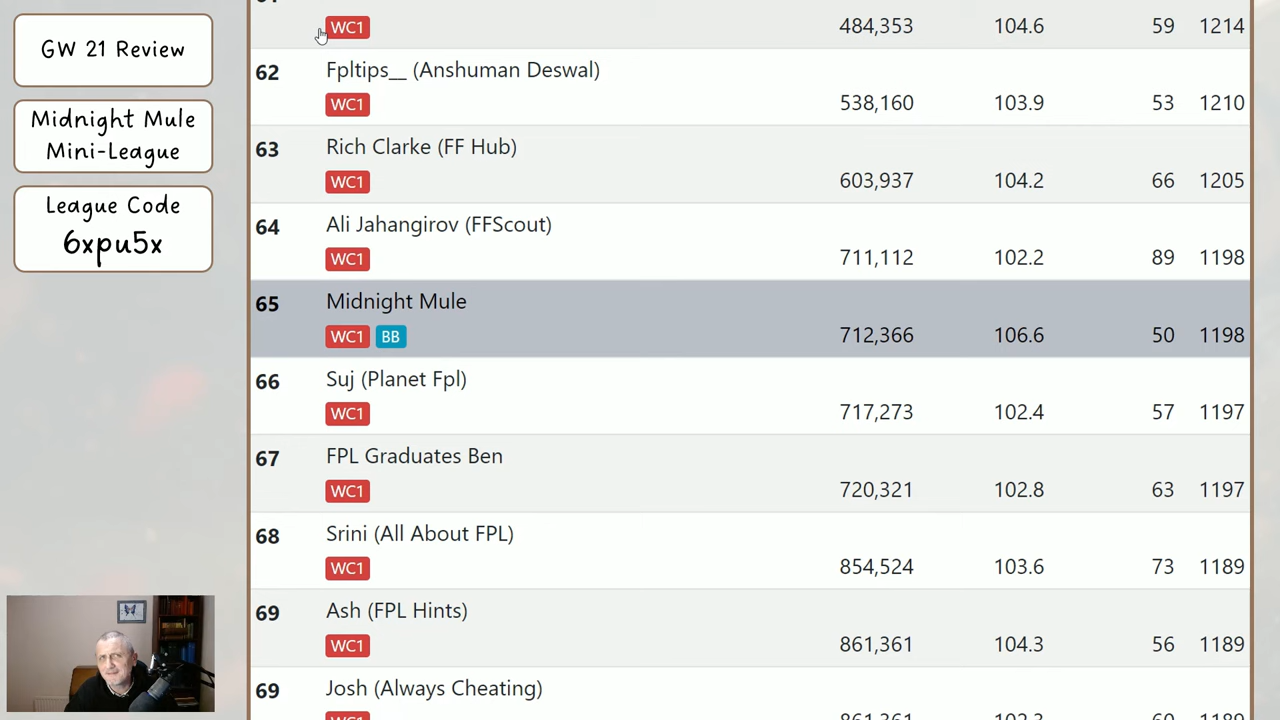 GW 21 Review
Midnight Mule
Mini-League
League Code
6xpu5x
WC1 484,353 104.6 59 1214
62 Fpltips__ (Anshuman Deswal)
WC1 538,160 103.9 53 1210
63 Rich Clarke (FF Hub)
WC1 603,937 104.2 66 1205
64 Ali Jahangirov (FFScout)
WC1 711,112 102.2 89 1198
65 Midnight Mule
WC1 BB 712,366 106.6 50 1198
66 Suj (Planet Fpl)
WC1 717,273 102.4 57 1197
67 FPL Graduates Ben
WC1 720,321 102.8 63 1197
68 Srini (All About FPL)
WC1 854,524 103.6 73 1189
69 Ash (FPL Hints)
WC1 861,361 104.3 56 1189
69 Josh (Always Cheating)
WC1 861,361 1189